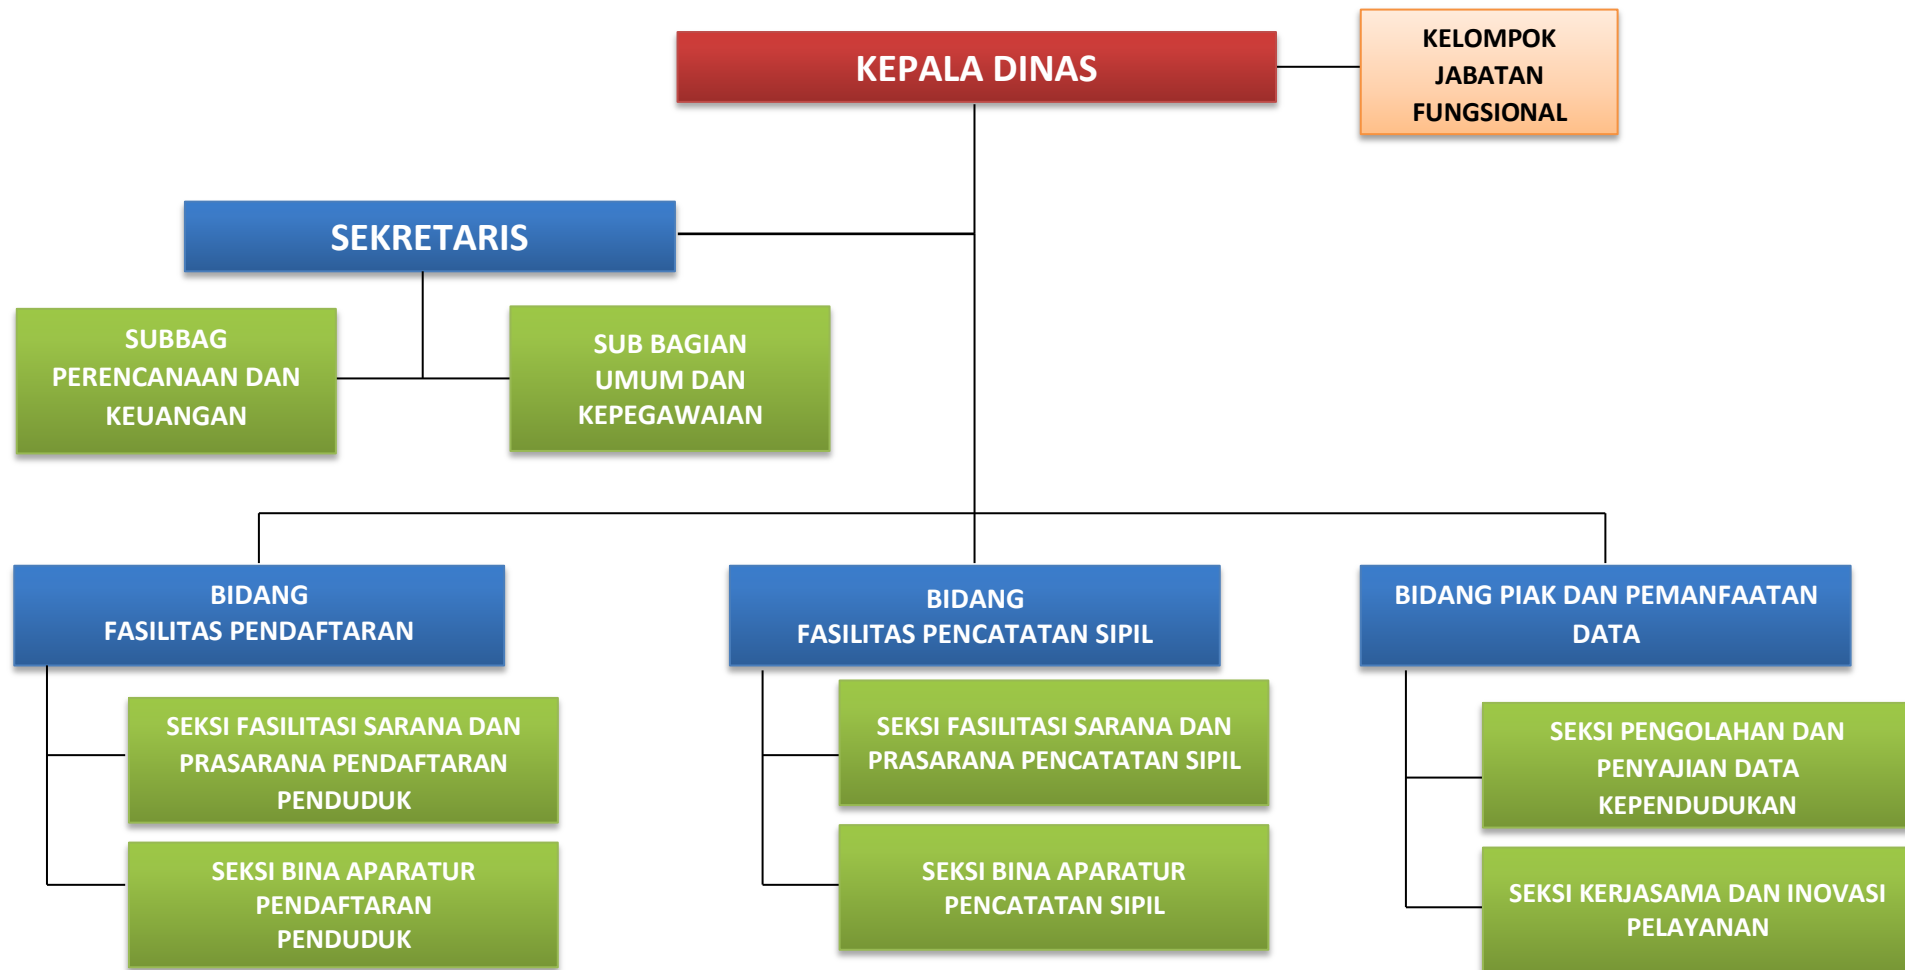 KEPALA DINAS
KELOMPOK
JABATAN
FUNGSIONAL
SEKRETARIS
SUBBAG
PERENCANAAN DAN
KEUANGAN
SUB BAGIAN
UMUM DAN
KEPEGAWAIAN
BIDANG
FASILITAS PENDAFTARAN
BIDANG
FASILITAS PENCATATAN SIPIL
BIDANG PIAK DAN PEMANFAATAN
DATA
SEKSI FASILITASI SARANA DAN
PRASARANA PENDAFTARAN
PENDUDUK
SEKSI BINA APARATUR
PENDAFTARAN
PENDUDUK
SEKSI FASILITASI SARANA DAN
PRASARANA PENCATATAN SIPIL
SEKSI BINA APARATUR
PENCATATAN SIPIL
SEKSI PENGOLAHAN DAN
PENYAJIAN DATA
KEPENDUDUKAN
SEKSI KERJASAMA DAN INOVASI
PELAYANAN